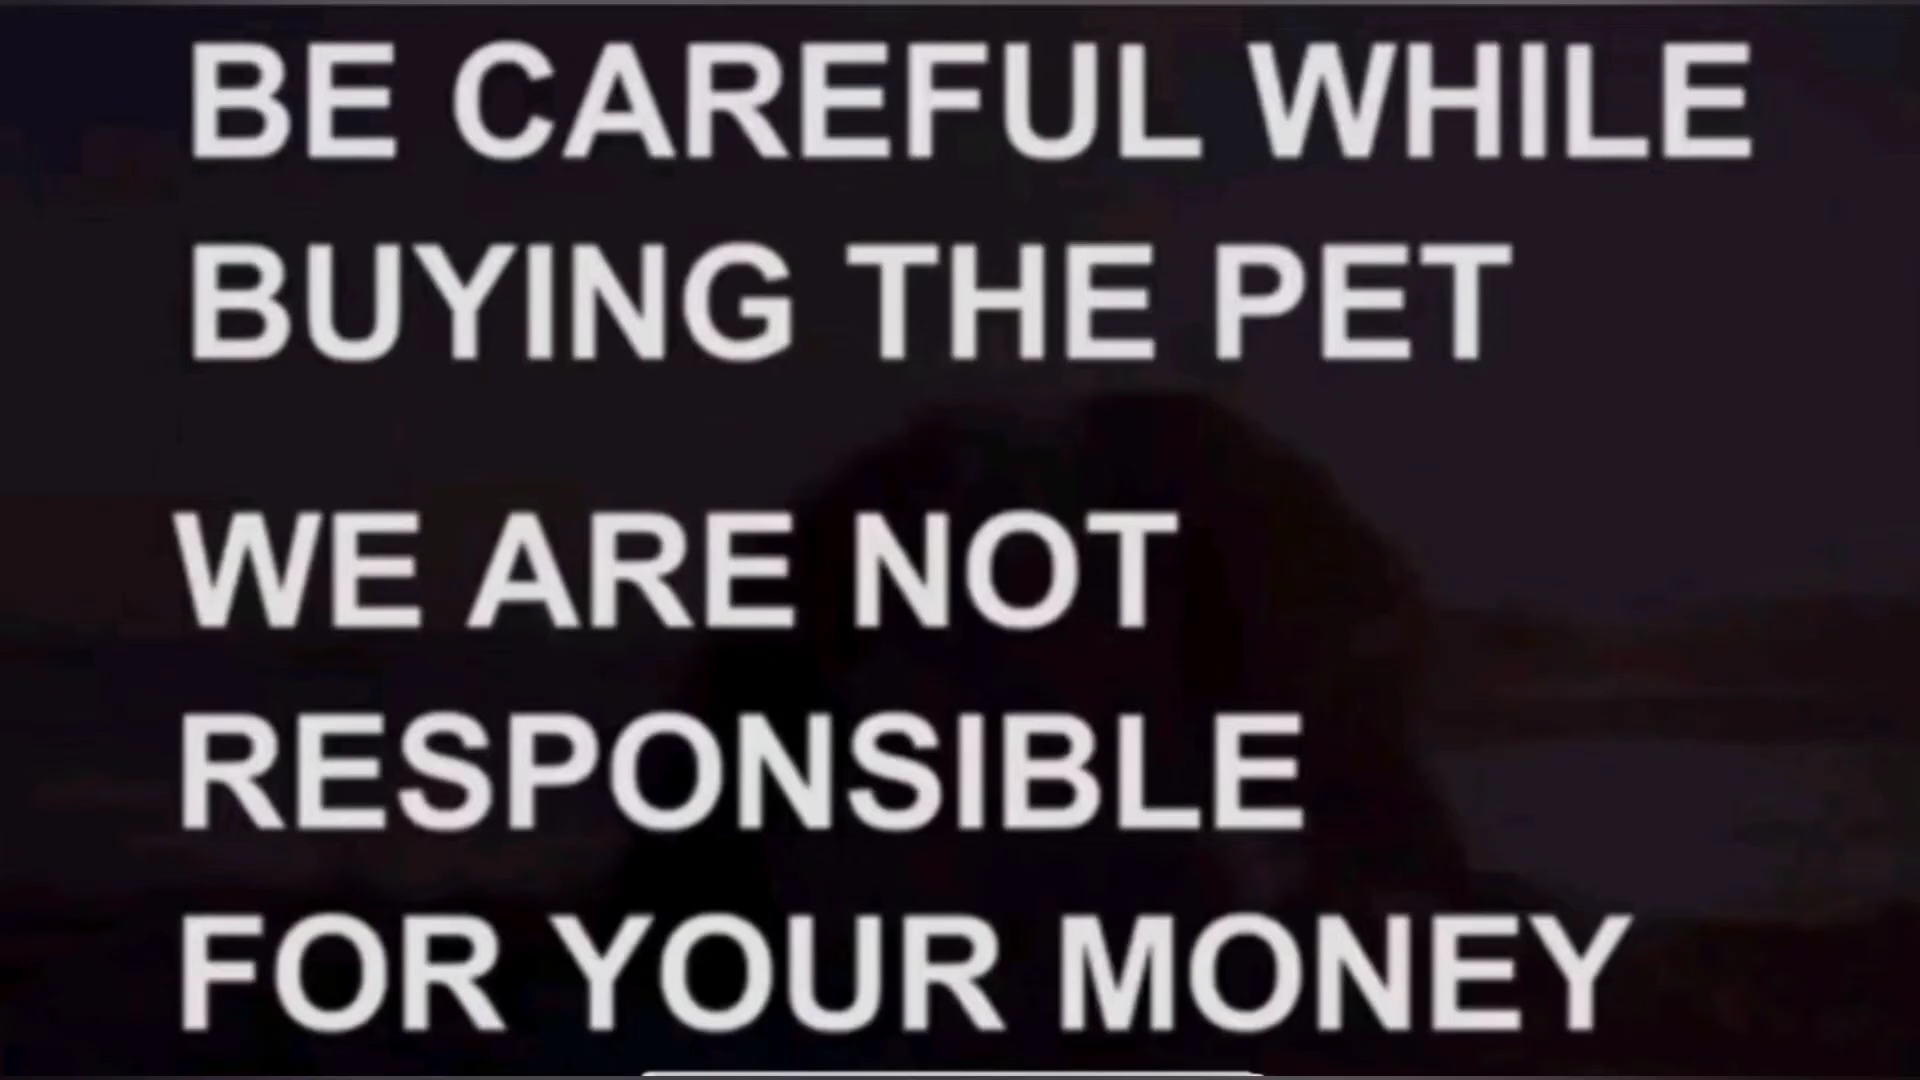 BE CAREFUL WHILE
BUYING THE PET
WE ARE NOT
RESPONSIBLE
FOR YOUR MONEY